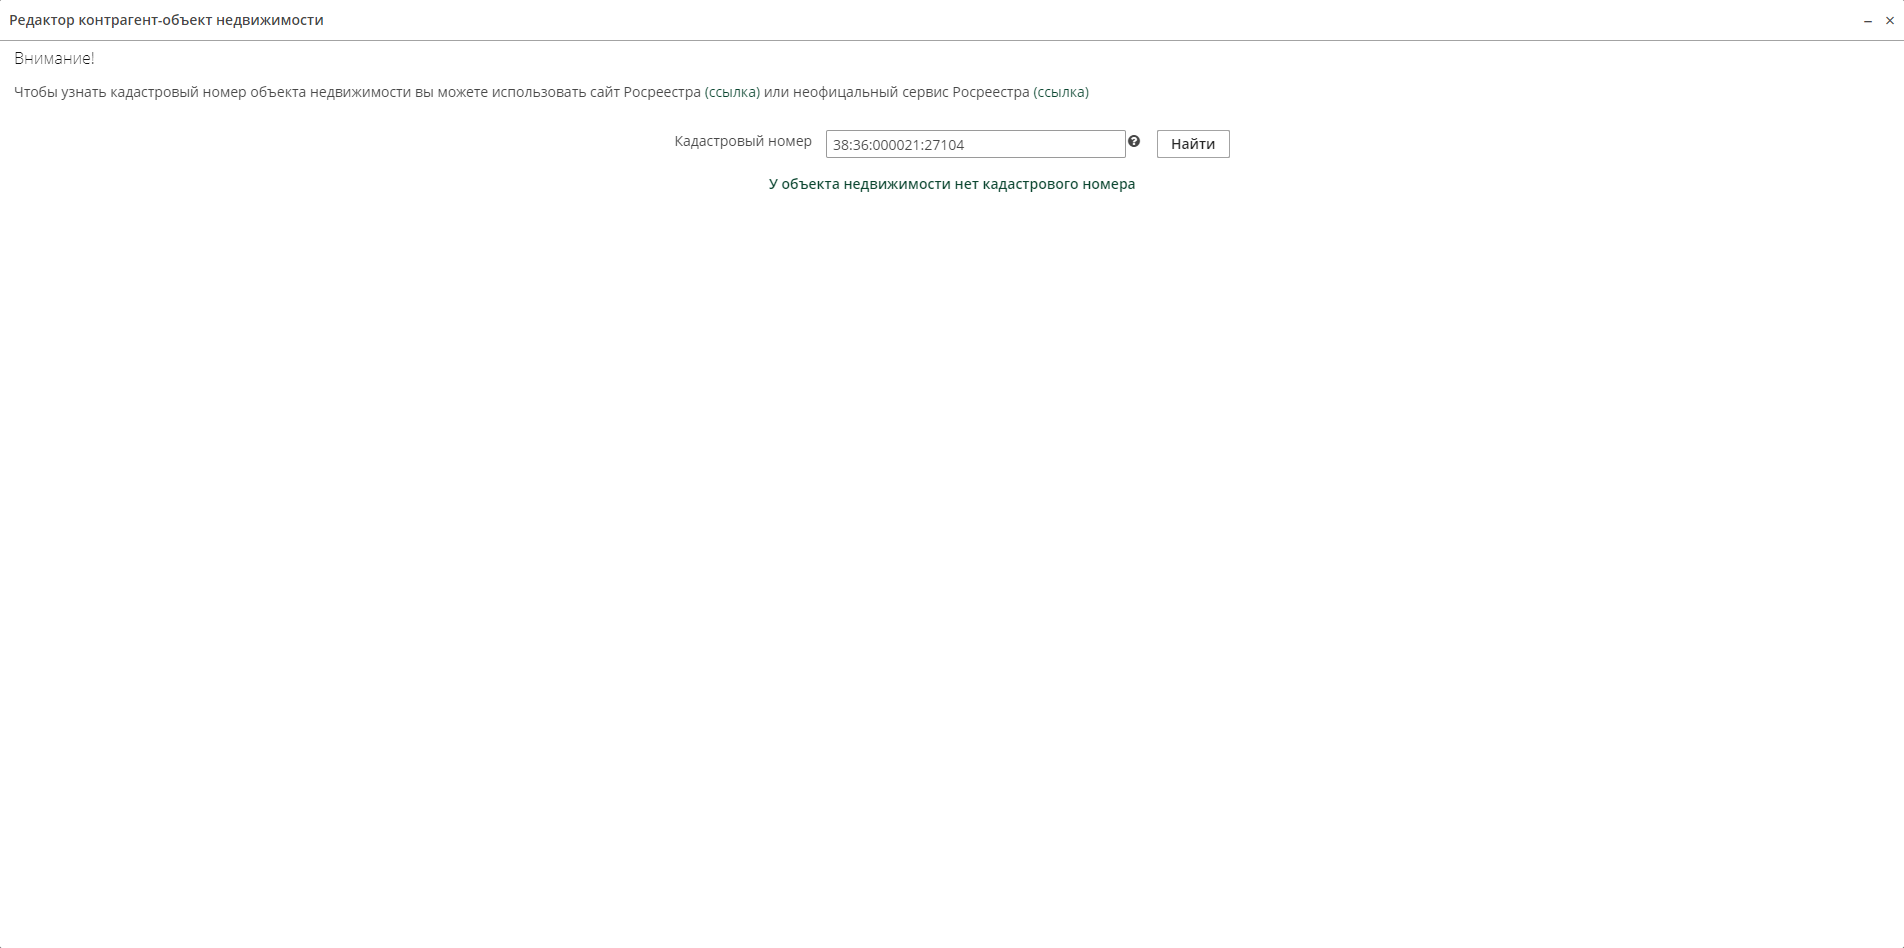 Редактор контрагент-объект недвижимости
Внимание!
Чтобы узнать кадастровый номер объекта недвижимости вы можете использовать сайт Росреестра (ссылка) или неофицальный сервис Росреестра (ссылка)
Кадастровый номер 38:36:000021:27104 Найти
У объекта недвижимости нет кадастрового номера